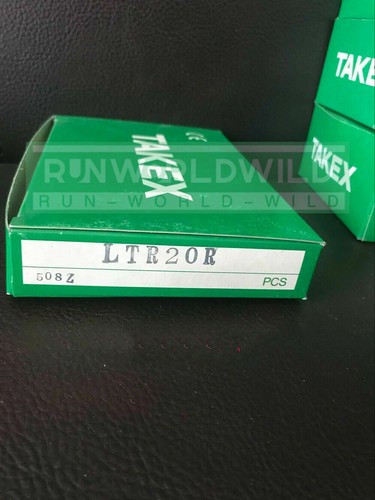 TAKEX
TAKEX
CE
TAKEX
RUNWORLDWILD
RUN-WORLD-WILD
LTR20R
508Z
PCS